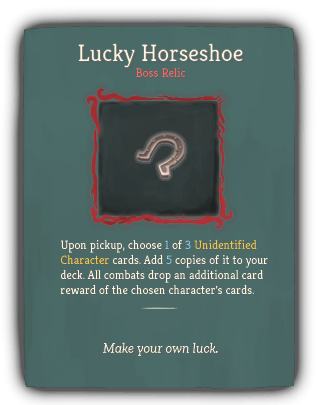 Lucky Horseshoe
Boss Relic
Upon pickup, choose 1 of 3 Unidentified
Character cards. Add 5 copies of it to your
deck. All combats drop an additional card
reward of the chosen character's cards.
Make your own luck.